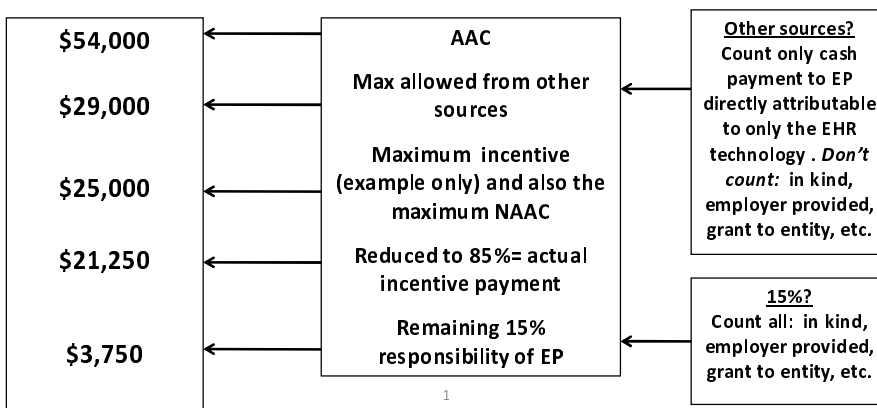 $54,000
$29,000
$25,000
$21,250
$3,750
AAC
Max allowed from other
sources
Maximum incentive
(example only) and also the
maximum NAAC
Reduced to 85%= actual
incentive payment
Remaining 15%
responsibility of EP
Other sources?
Count only cash
payment to EP
directly attributable
to only the EHR
technology . Don't
count: in kind,
employer provided,
grant to entity, etc.
15%?
Count all: in kind,
employer provided,
grant to entity, etc.
1